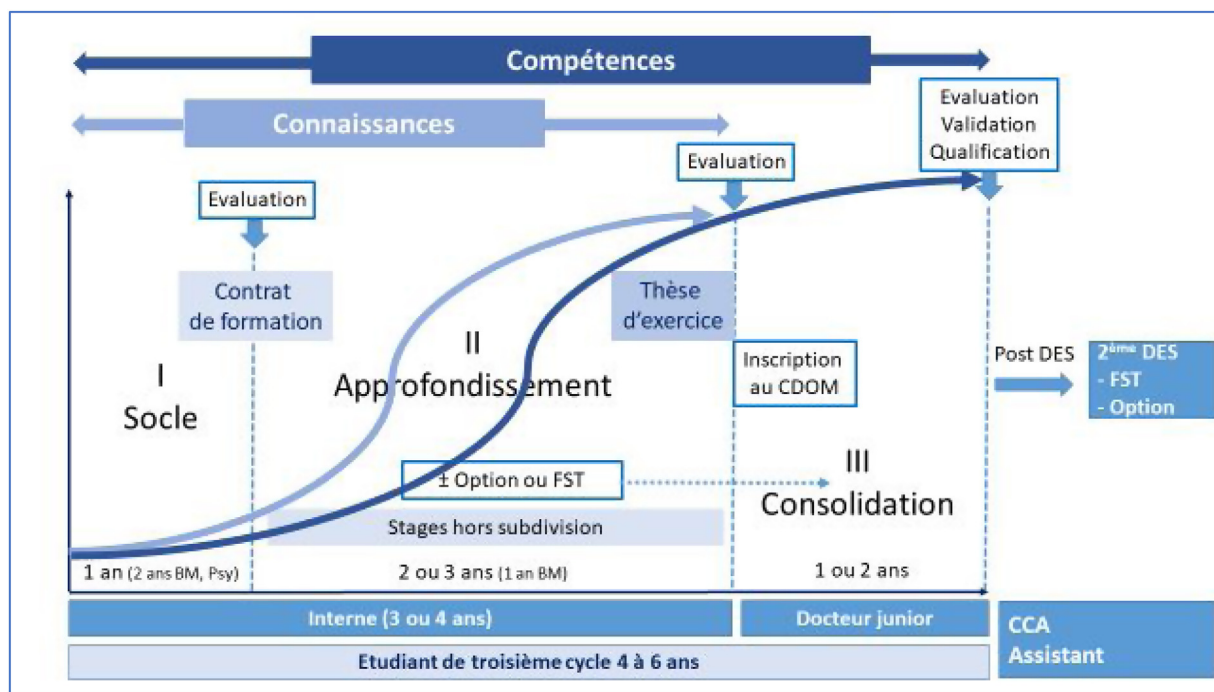 Compétences
Connaissances
Evaluation
Validation
Qualification
Evaluation
Evaluation
Contrat
de formation
Thèse
d'exercice
I
Socle
II
Approfondissement
Inscription
au CDOM
Post DES
2ème DES
- FST
- Option
± Option ou FST
III
Consolidation
Stages hors subdivision
1 an (2 ans BM, Psy)
2 ou 3 ans (1 an BM)
1 ou 2 ans
Interne (3 ou 4 ans)
Docteur junior
CCA
Assistant
Etudiant de troisième cycle 4 à 6 ans